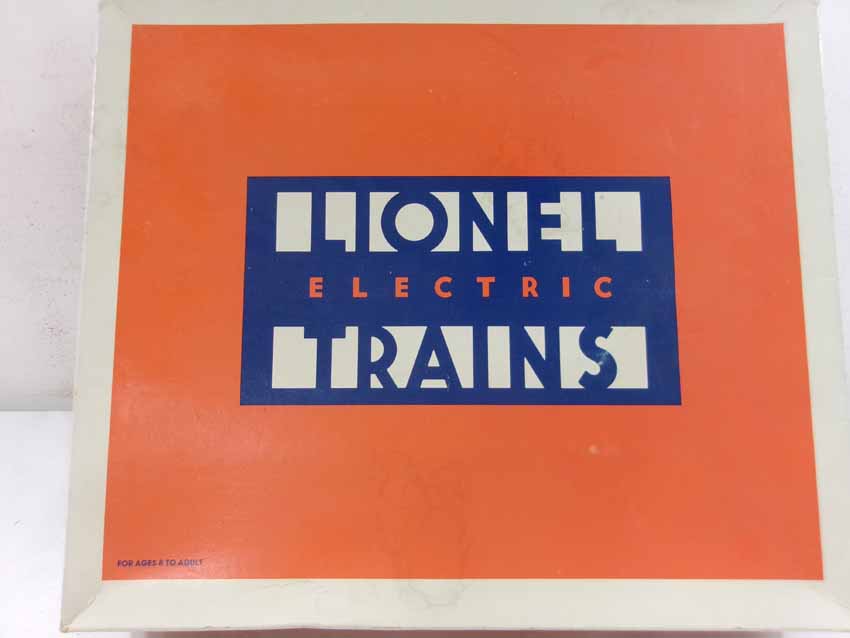 LIONEL
ELECTRIC
TRAINS
FOR AGES 8 TO ADULT